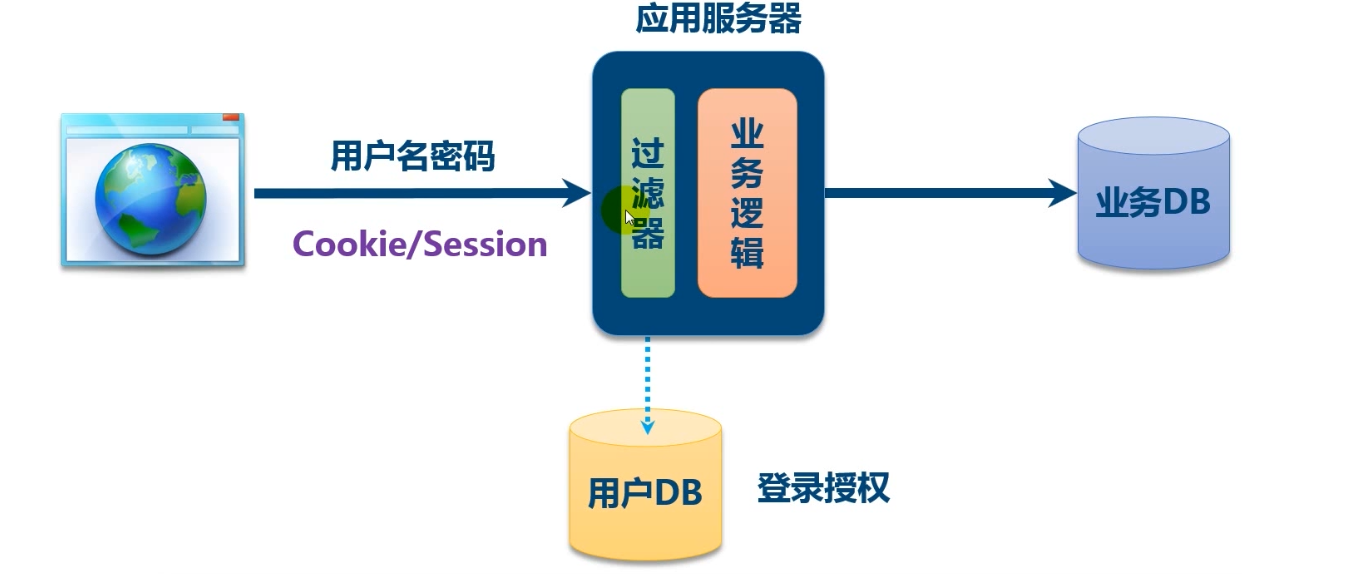 应用服务器
用户名密码
Cookie/Session
过滤器
业务逻辑
业务DB
用户DB
登录授权